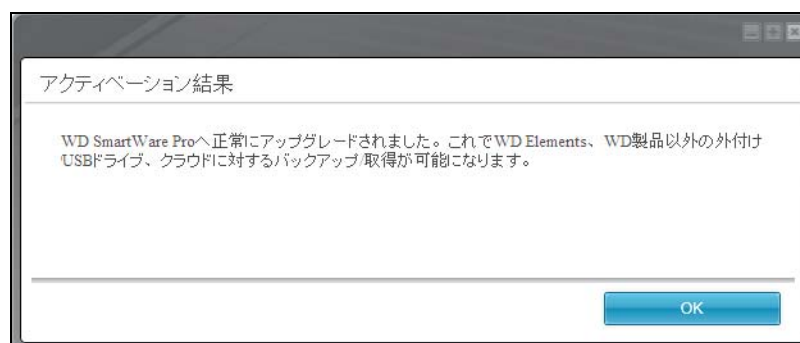 アクティベーション結果
WD SmartWare Proへ正常にアップグレードされました。これでWD Elements、WD製品以外の外付け
USBドライブ、クラウドに対するバックアップ/取得が可能になります。
OK